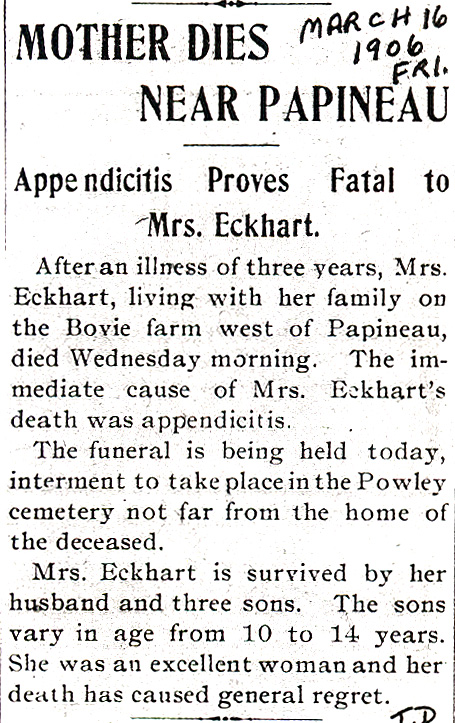 MARCH 16
1906
FRI.
MOTHER DIES
NEAR PAPINEAU
Appendicitis Proves Fatal to
Mrs. Eckhart.
After an illness of three years, Mrs.
Eckhart, living with her family on
the Bovie farm west of Papineau,
died Wednesday morning. The im-
mediate cause of Mrs. Eckhart's
death was appendicitis.
The funeral is being held today,
interment to take place in the Powley
cemetery not far from the home of
the deceased.
Mrs. Eckhart is survived by her
husband and three sons. The sons
vary in age from 10 to 14 years.
She was an excellent woman and her
death has caused general regret.